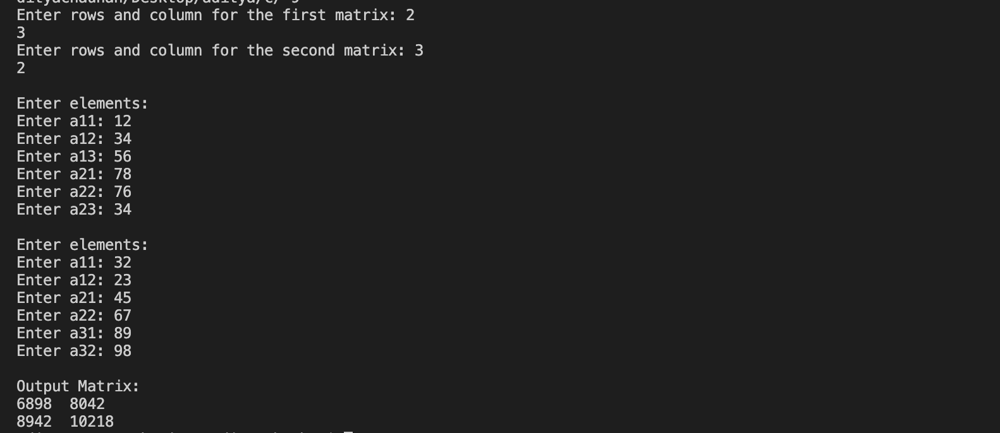 Enter rows and column for the first matrix: 2
3
Enter rows and column for the second matrix: 3
2
Enter elements:
Enter a11: 12
Enter a12: 34
Enter a13: 56
Enter a21: 78
Enter a22: 76
Enter a23: 34
Enter elements:
Enter a11: 32
Enter a12: 23
Enter a21: 45
Enter a22: 67
Enter a31: 89
Enter a32: 98
Output Matrix:
6898 8042
8942 10218